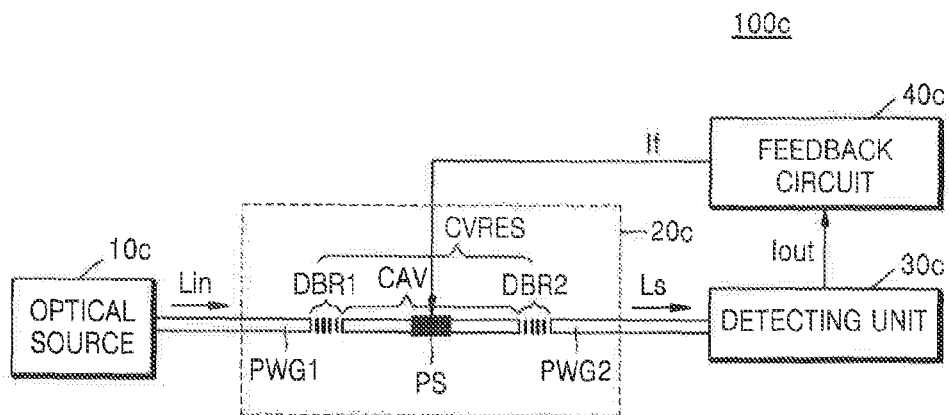 100c
40c
If
FEEDBACK
CIRCUIT
CVRES
20c
10c
Iout
30c
Lin
DBR1
CAV
DBR2
Ls
OPTICAL
SOURCE
DETECTING UNIT
PWG1
PS
PWG2